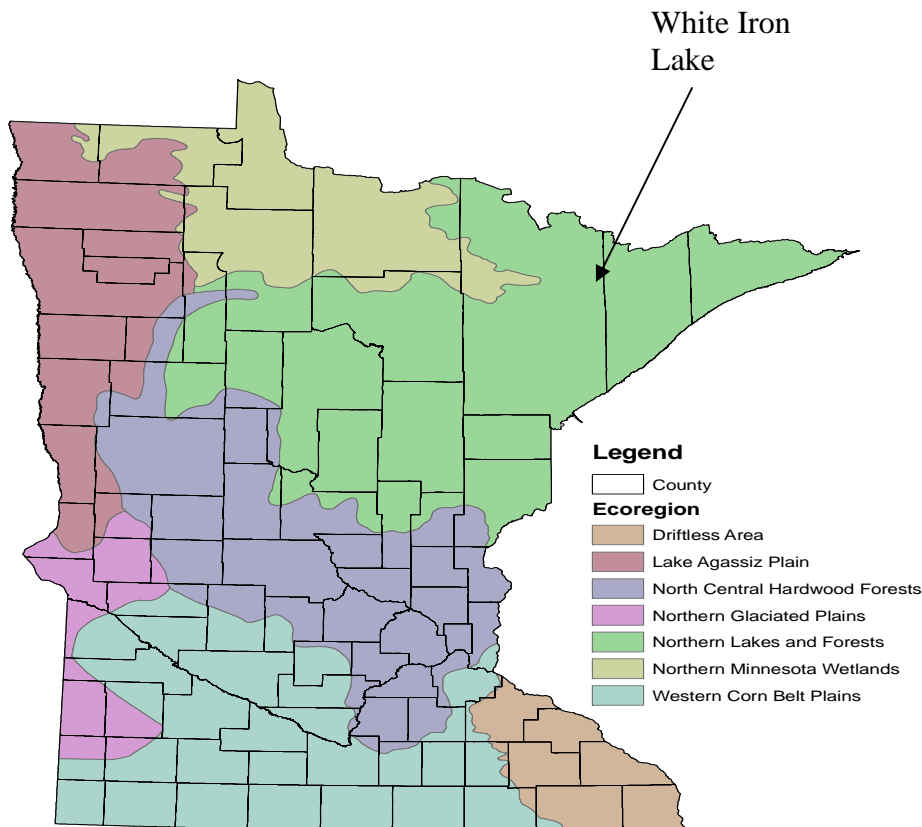 White Iron
Lake
Legend
County
Ecoregion
Driftless Area
Lake Agassiz Plain
North Central Hardwood Forests
Northern Glaciated Plains
Northern Lakes and Forests
Northern Minnesota Wetlands
Western Corn Belt Plains